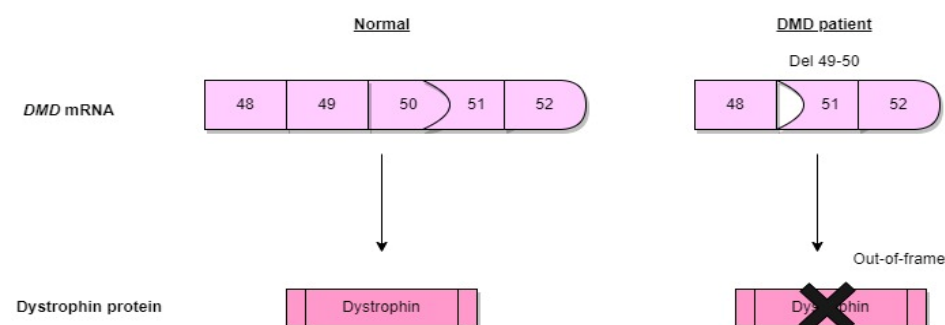 Normal
DMD patient
Del 49-50
DMD mRNA
48 49 50 51 52
48 51 52
Out-of-frame
Dystrophin protein
Dystrophin